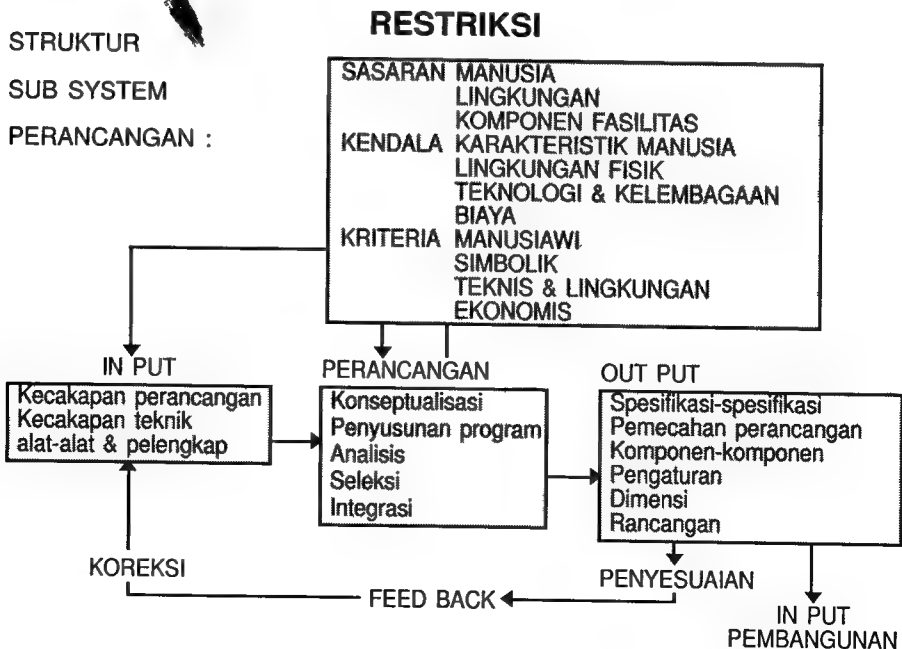 RESTRIKSI
STRUKTUR
SUB SYSTEM
PERANCANGAN :
SASARAN MANUSIA
LINGKUNGAN
KOMPONEN FASILITAS
KENDALA KARAKTERISTIK MANUSIA
LINGKUNGAN FISIK
TEKNOLOGI & KELEMBAGAAN
BIAYA
KRITERIA MANUSIAWI
SIMBOLIK
TEKNIS & LINGKUNGAN
EKONOMIS
IN PUT
Kecakapan perancangan
Kecakapan teknik
alat-alat & pelengkap
PERANCANGAN
Konseptualisasi
Penyusunan program
Analisis
Seleksi
Integrasi
OUT PUT
Spesifikasi-spesifikasi
Pemecahan perancangan
Komponen-komponen
Pengaturan
Dimensi
Rancangan
KOREKSI
FEED BACK
PENYESUAIAN
IN PUT
PEMBANGUNAN